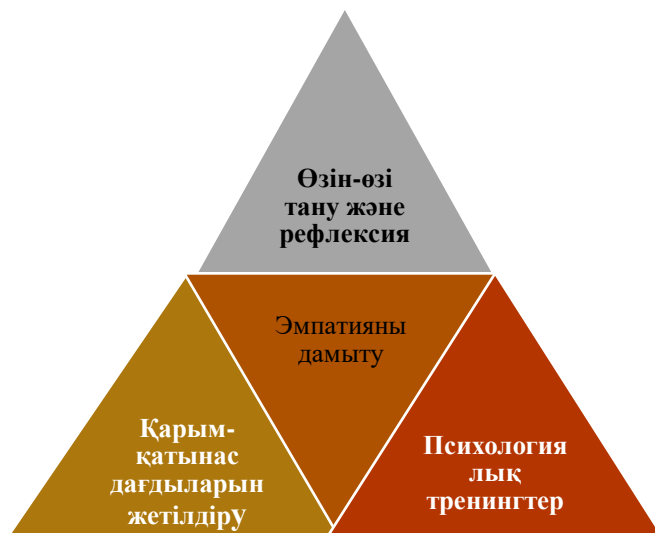 Өзін-өзі
тану және
рефлексия
Эмпатияны
дамыту
Қарым-
қатынас
дағдыларын
жетілдіру
Психология
лық
тренингтер